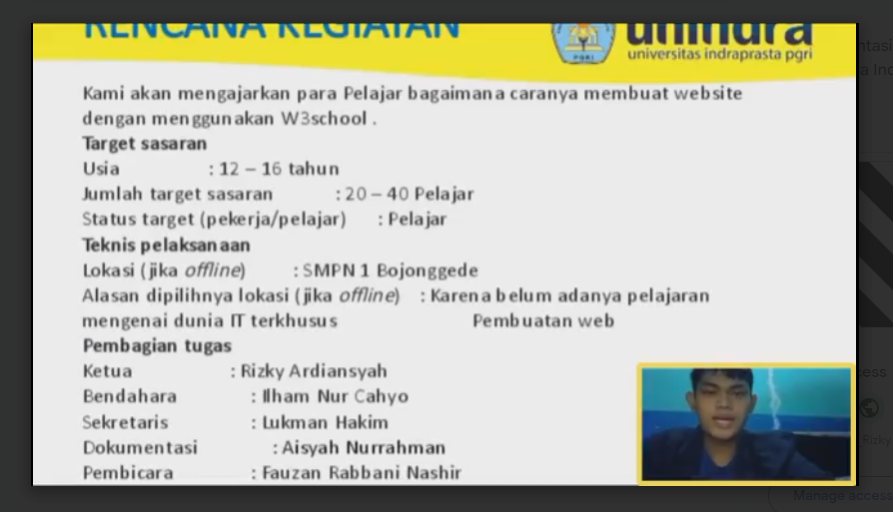 RENCANA KEGIATAN
unindra
universitas indraprasta pgri
PGRI
Kami akan mengajarkan para Pelajar bagaimana caranya membuat website
dengan menggunakan W3school .
Target sasaran
Usia : 12 – 16 tahun
Jumlah target sasaran : 20 – 40 Pelajar
Status target (pekerja/pelajar) : Pelajar
Teknis pelaksanaan
Lokasi (jika offline) : SMPN 1 Bojonggede
Alasan dipilihnya lokasi (jika offline) : Karena belum adanya pelajaran
mengenai dunia IT terkhusus Pembuatan web
Pembagian tugas
Ketua : Rizky Ardiansyah
Bendahara : Ilham Nur Cahyo
Sekretaris : Lukman Hakim
Dokumentasi : Aisyah Nurrahman
Pembicara : Fauzan Rabbani Nashir
Rizky
Manage access